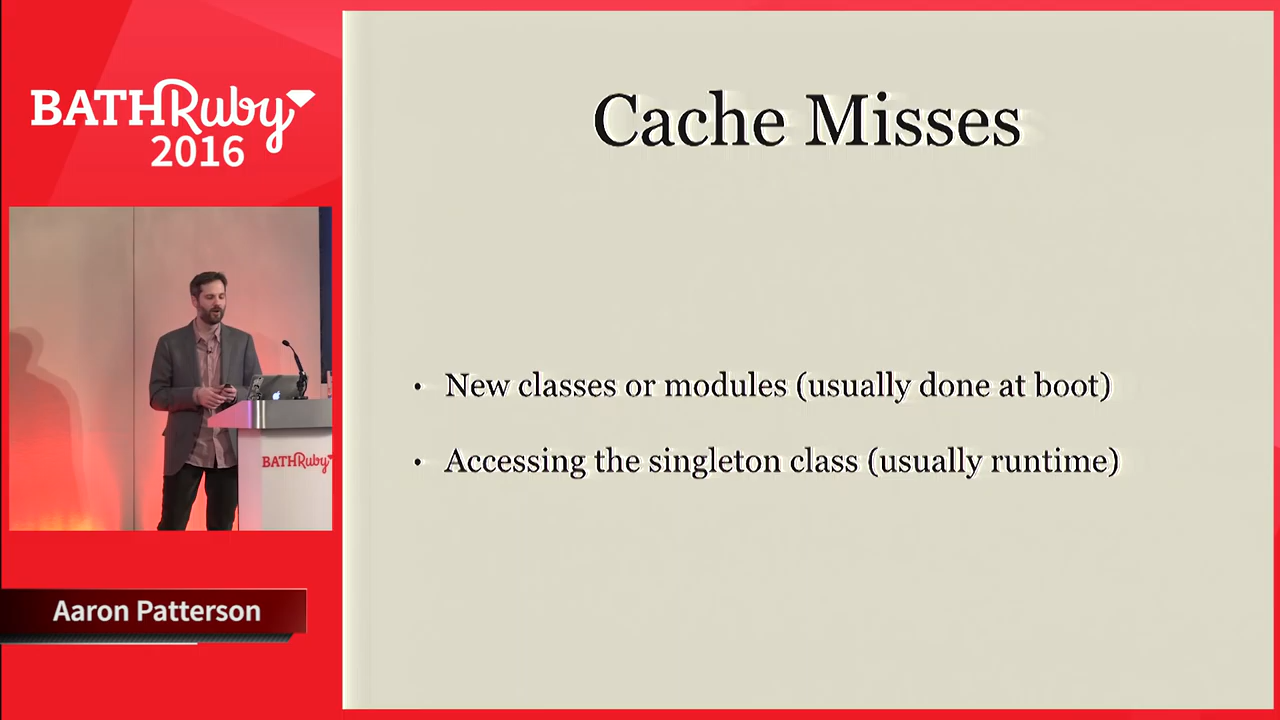 BATHRuby
2016
Cache Misses
• New classes or modules (usually done at boot)
• Accessing the singleton class (usually runtime)
BATHRuby
Aaron Patterson